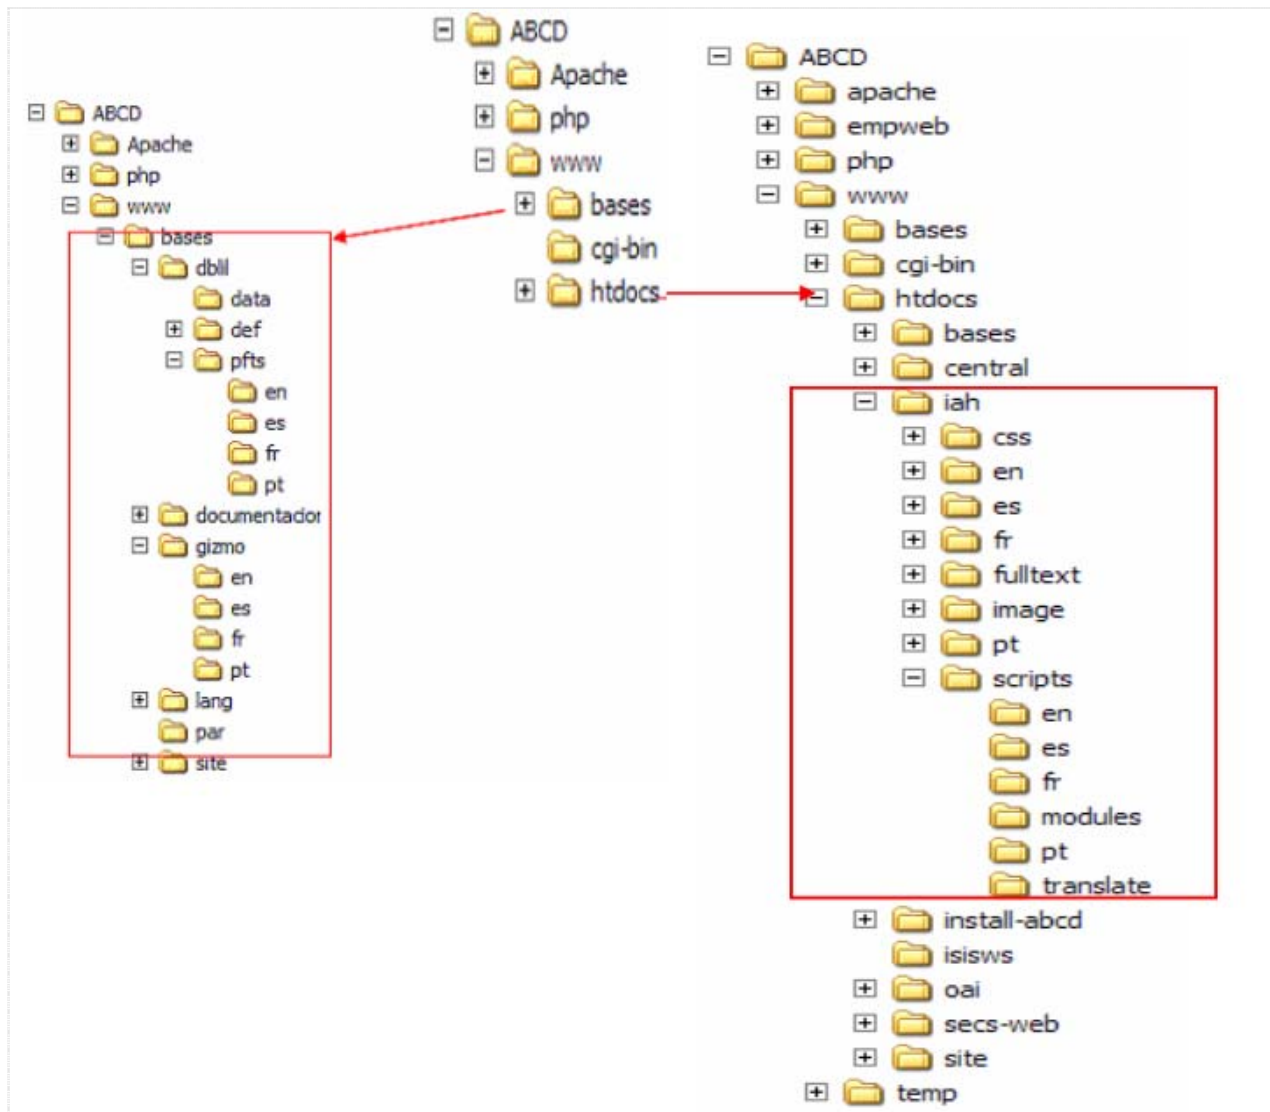 ABCD
Apache
php
www
bases
dblil
data
def
pfts
en
es
fr
pt
documentacior
gizmo
en
es
fr
pt
lang
par
site
ABCD
Apache
php
www
bases
cgi-bin
htdocs
ABCD
apache
empweb
php
www
bases
cgi-bin
htdocs
bases
central
iah
css
en
es
fr
fulltext
image
pt
scripts
en
es
fr
modules
pt
translate
install-abcd
isisws
oai
secs-web
site
temp